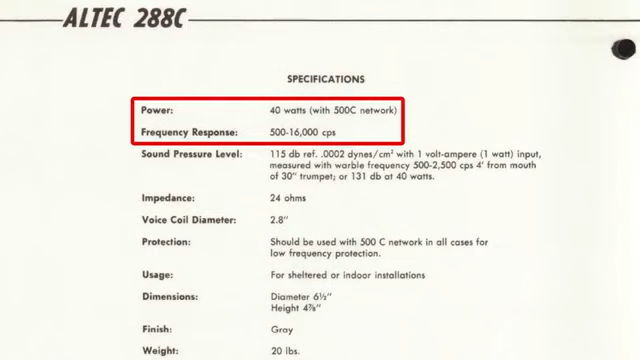 ALTEC 288C
SPECIFICATIONS
Power: 40 watts (with 500C network)
Frequency Response: 500-16,000 cps
Sound Pressure Level: 115 db ref. .0002 dynes/cm² with 1 volt-ampere (1 watt) input,
measured with warble frequency 500-2,500 cps 4' from mouth
of 30" trumpet; or 131 db at 40 watts.
Impedance: 24 ohms
Voice Coil Diameter: 2.8"
Protection: Should be used with 500 C network in all cases for
low frequency protection.
Usage: For sheltered or indoor installations
Dimensions: Diameter 6½"
Height 4⅞"
Finish: Gray
Weight: 20 lbs.